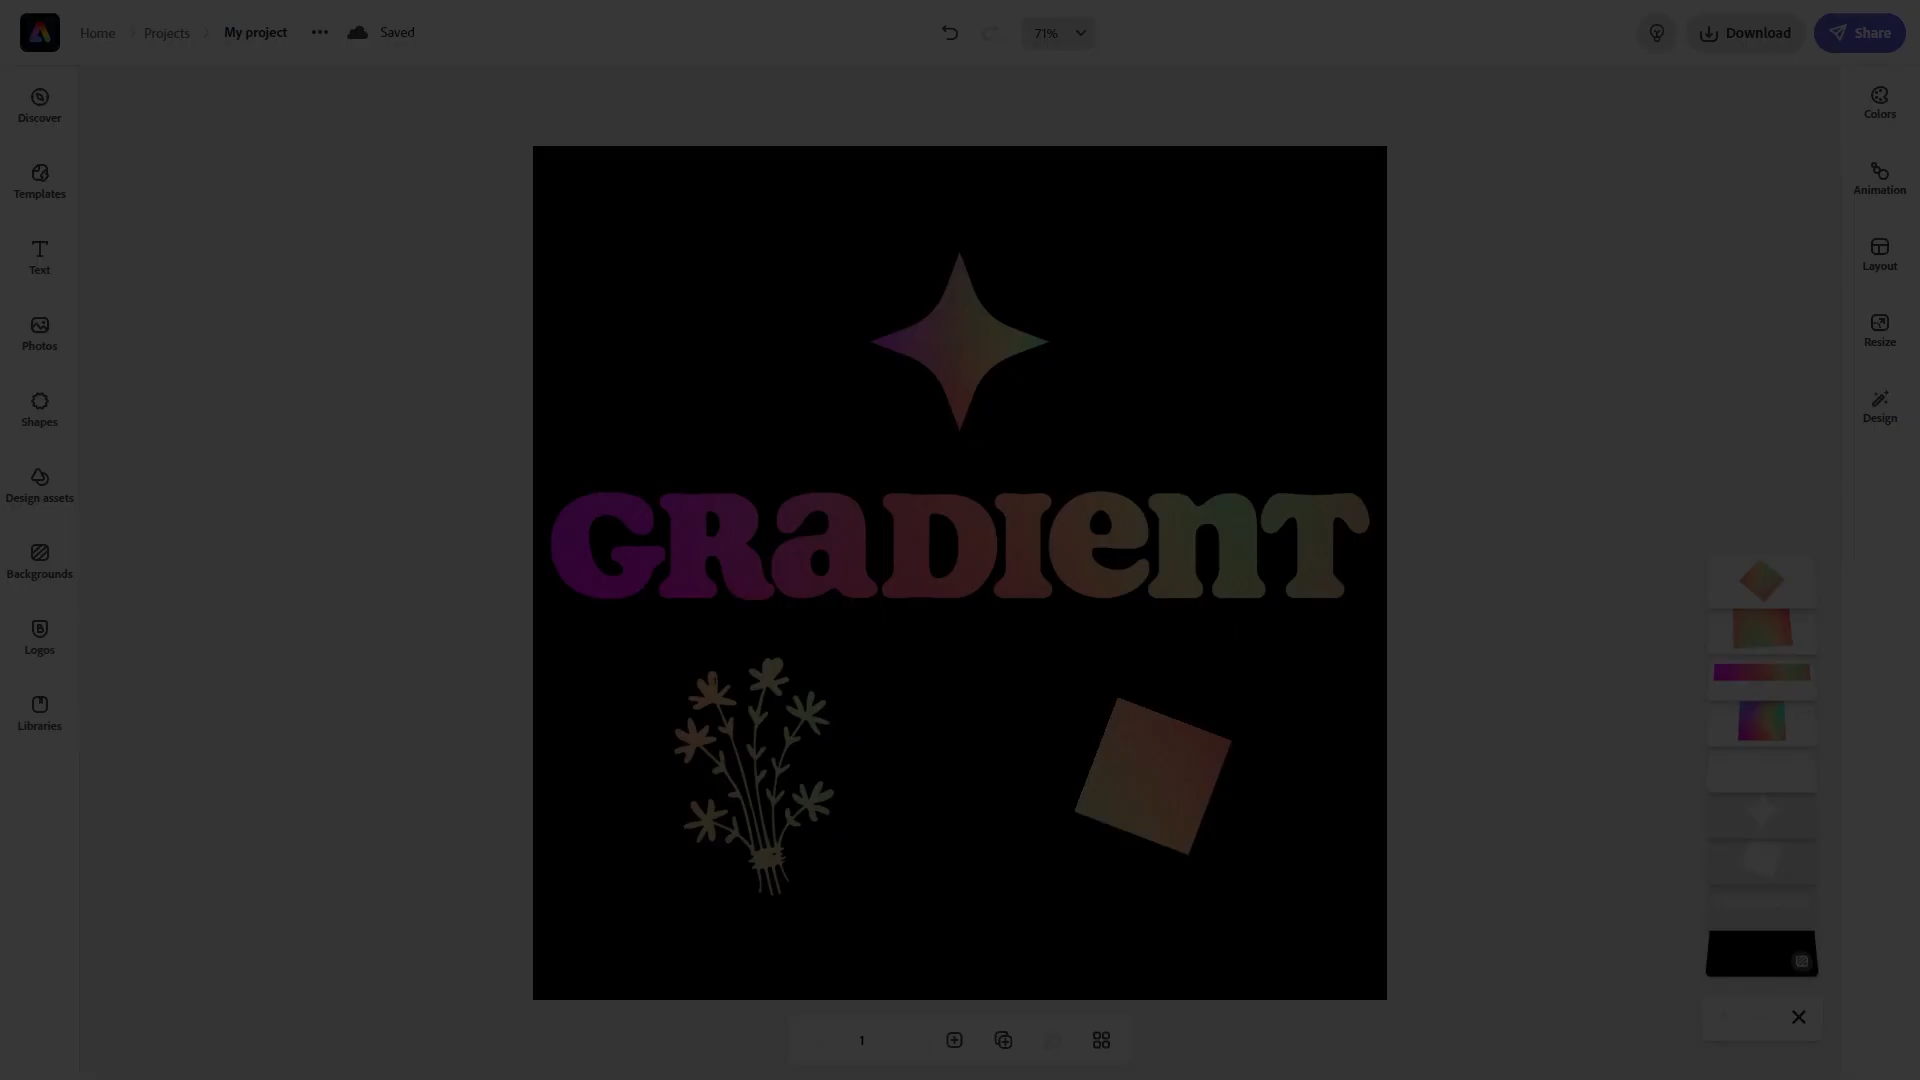 Home
Projects
My project
Saved
71%
Download
Share
Discover
Templates
Text
Photos
Shapes
Design assets
Backgrounds
Logos
Libraries
GRaDIenT
Colors
Animation
Layout
Resize
Design
1